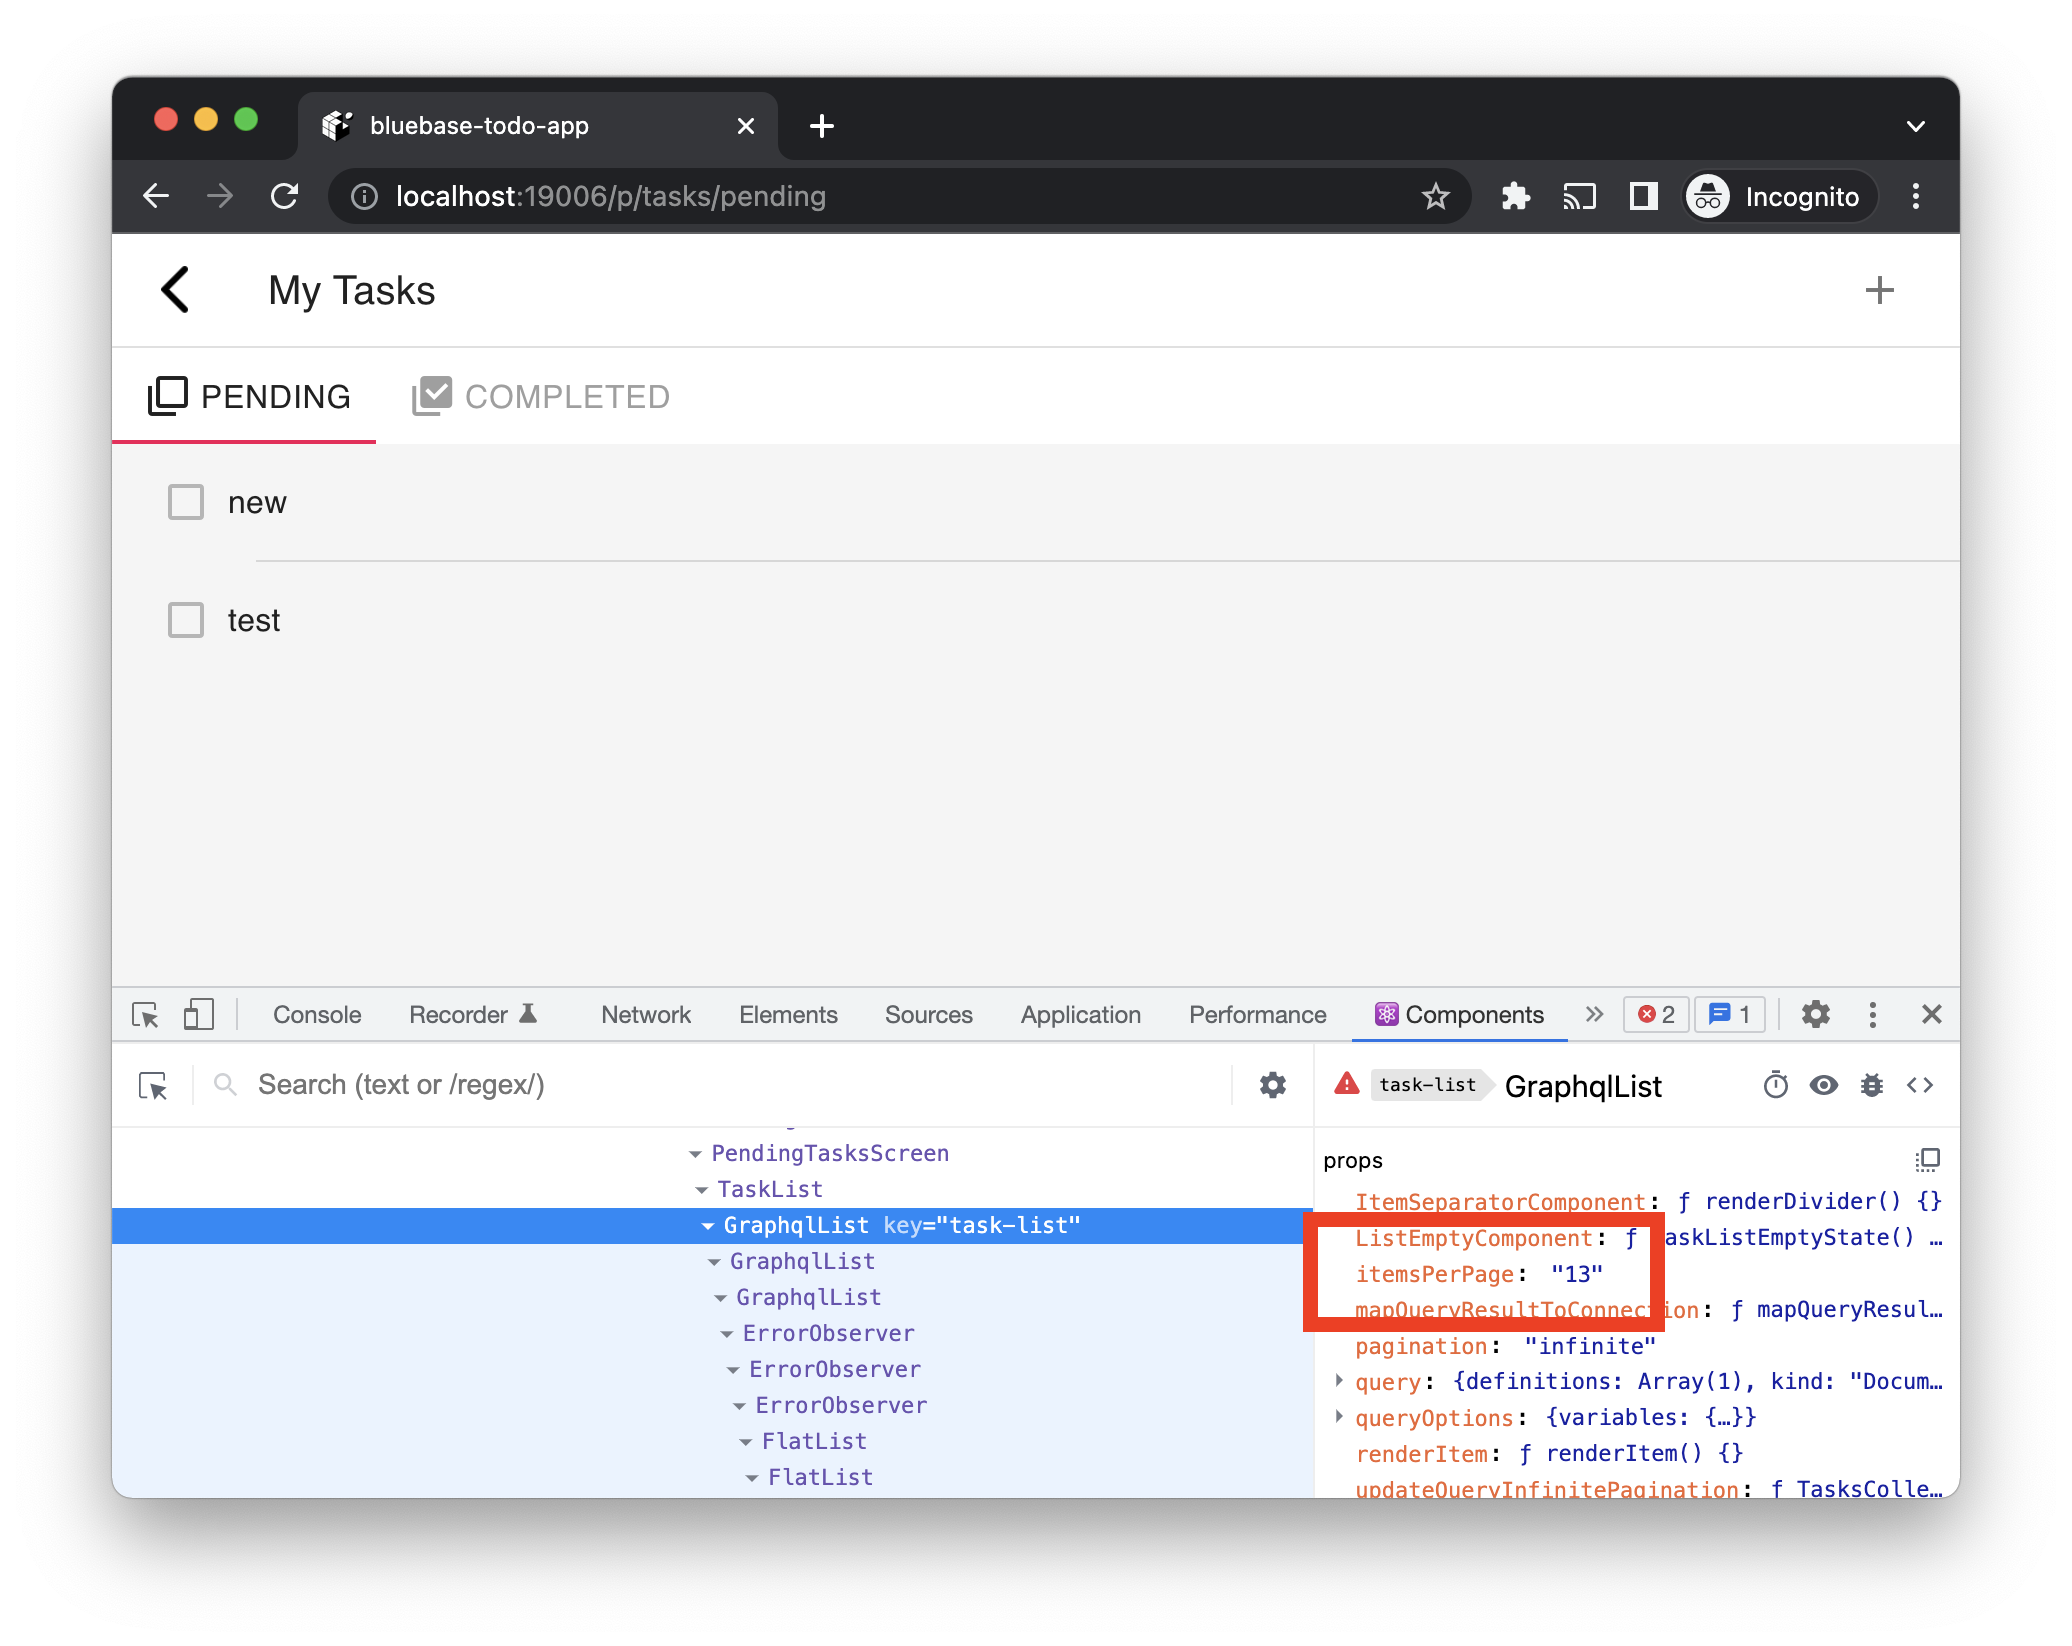 bluebase-todo-app
localhost:19006/p/tasks/pending
Incognito
My Tasks
PENDING COMPLETED
new
test
Console Recorder Network Elements Sources Application Performance Components 2 1
Search (text or /regex/)
task-list GraphqlList
PendingTasksScreen
TaskList
GraphqlList key="task-list"
GraphqlList
GraphqlList
ErrorObserver
ErrorObserver
ErrorObserver
FlatList
FlatList
props
ItemSeparatorComponent: ƒ renderDivider() {}
ListEmptyComponent: ƒ askListEmptyState() …
itemsPerPage: "13"
mapQueryResultToConnection: ƒ mapQueryResul…
pagination: "infinite"
query: {definitions: Array(1), kind: "Docum…
queryOptions: {variables: {…}}
renderItem: ƒ renderItem() {}
updateQueryInfinitePagination: ƒ TasksColle…